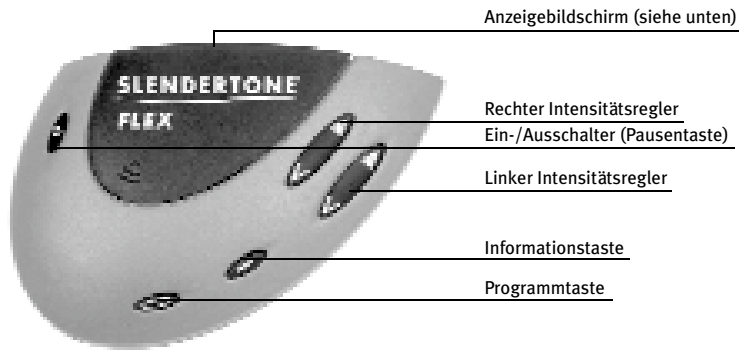 Anzeigebildschirm (siehe unten)
SLENDERTONE
FLEX
Rechter Intensitätsregler
Ein-/Ausschalter (Pausentaste)
Linker Intensitätsregler
Informationstaste
Programmtaste